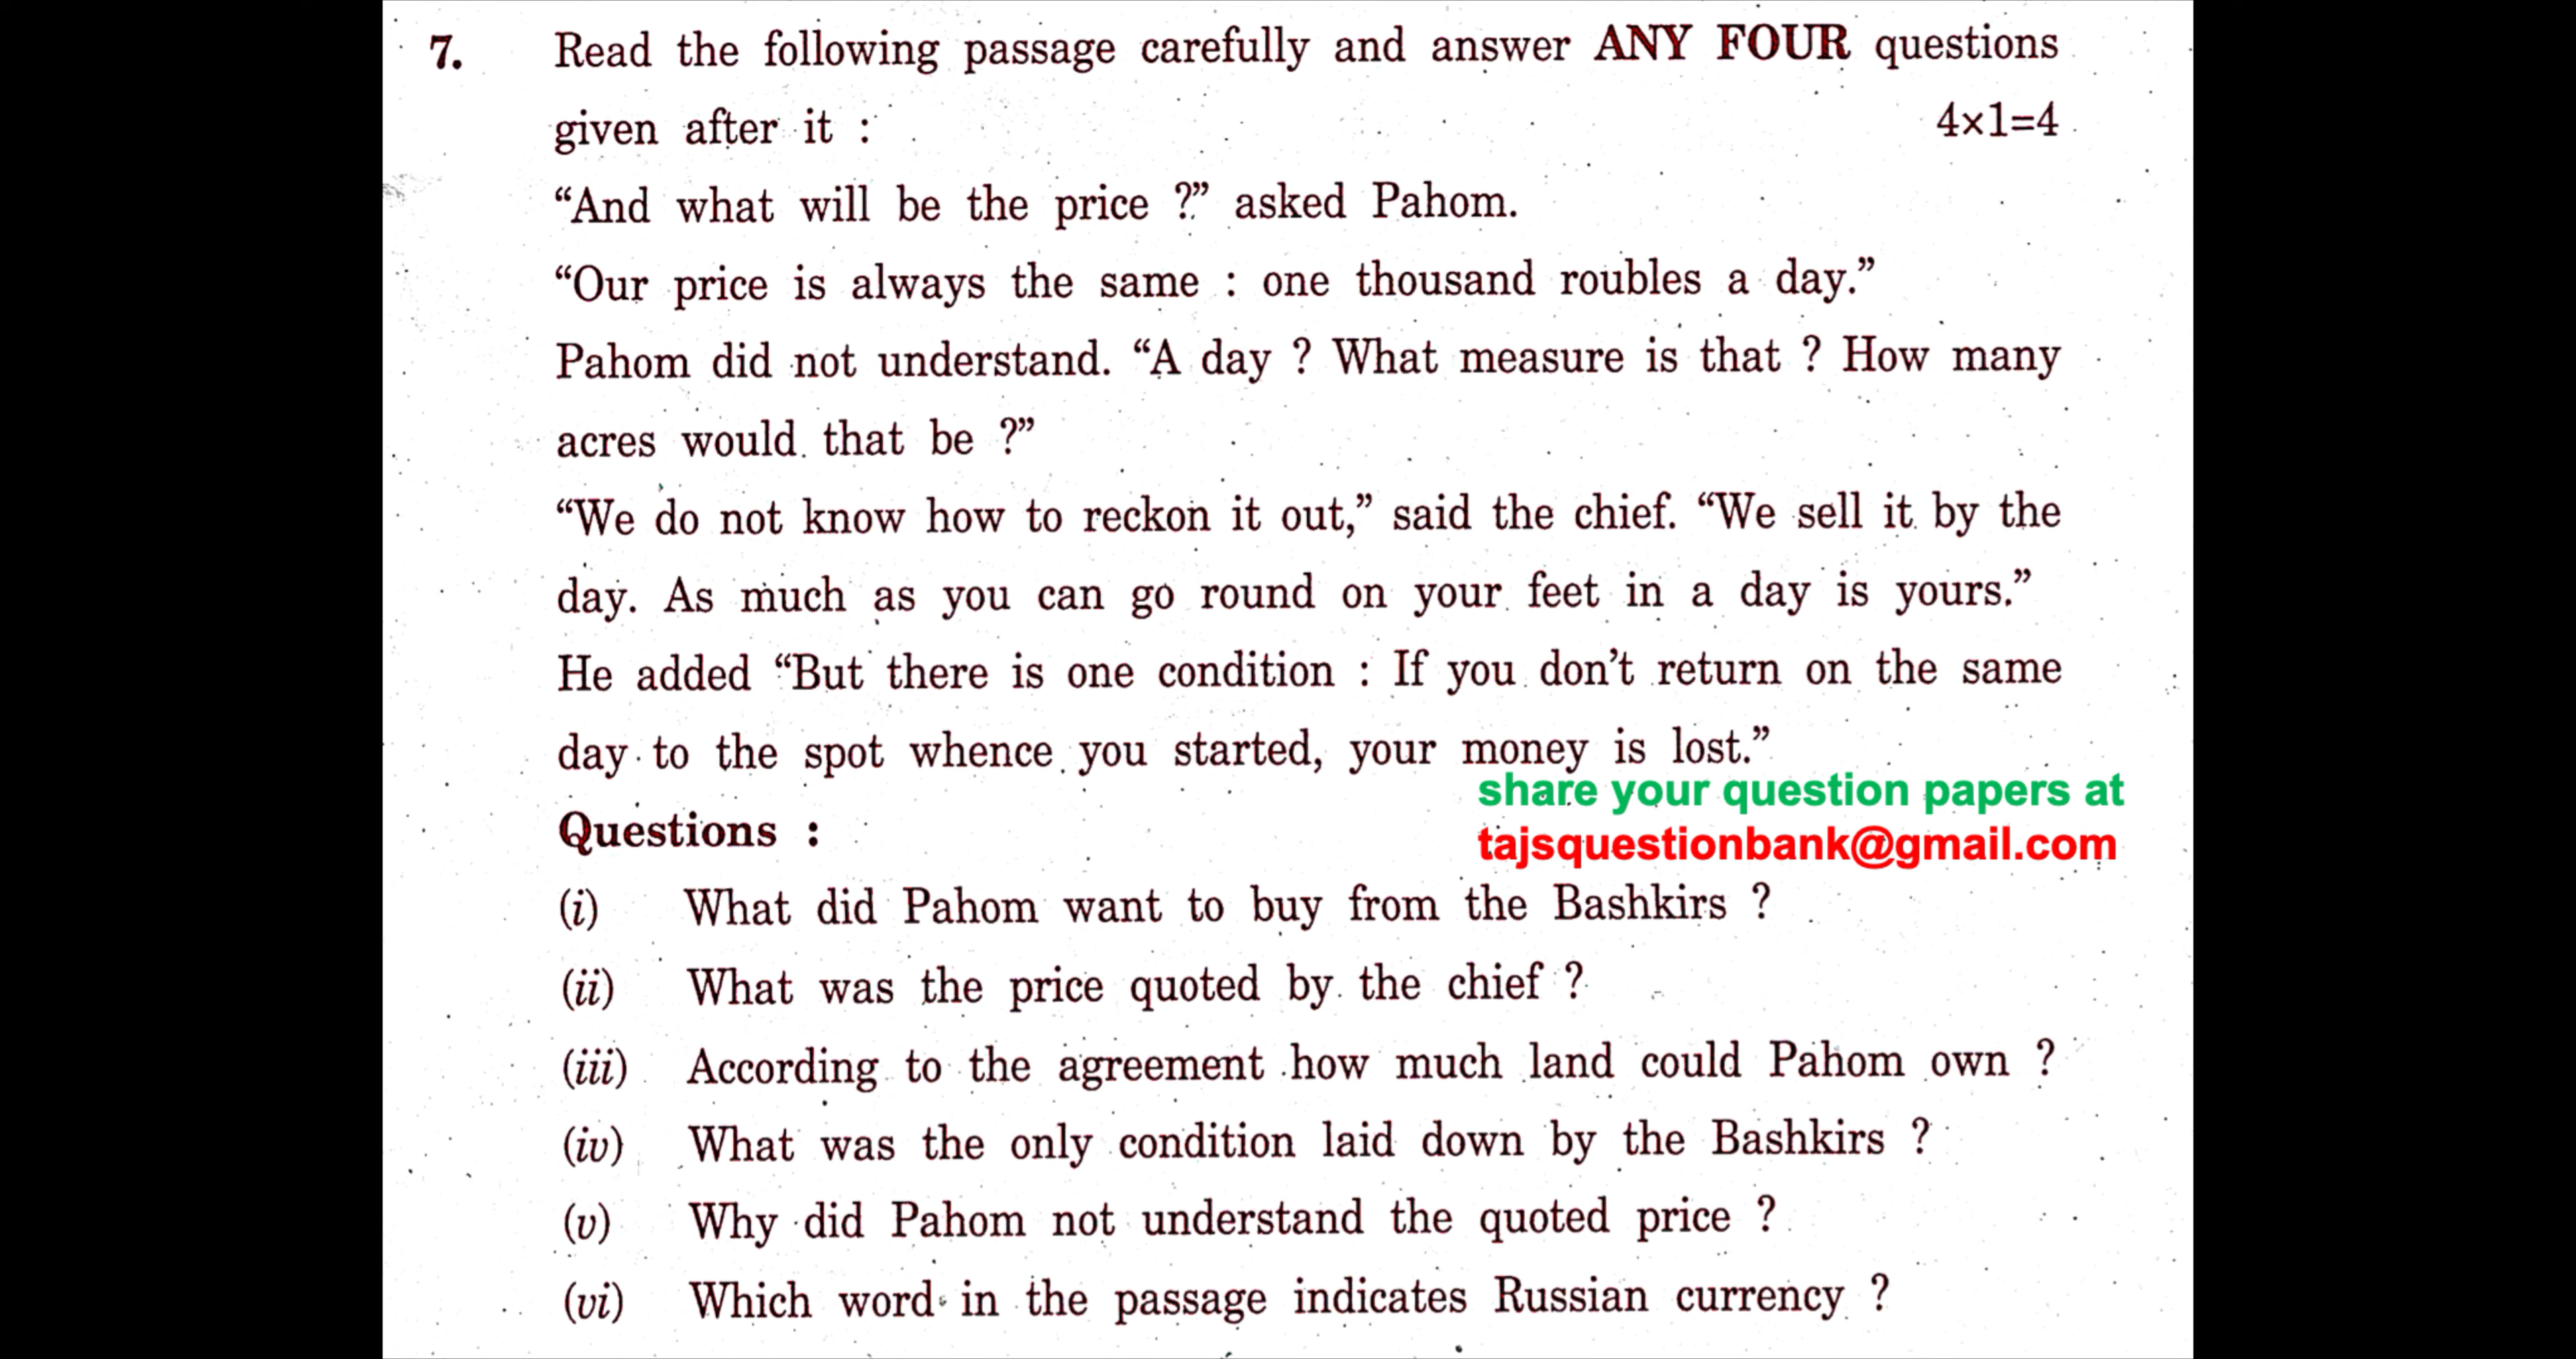 7. Read the following passage carefully and answer ANY FOUR questions
given after it : 4×1=4
“And what will be the price ?” asked Pahom.
“Our price is always the same : one thousand roubles a day.”
Pahom did not understand. “A day ? What measure is that ? How many
acres would that be ?”
“We do not know how to reckon it out,” said the chief. “We sell it by the
day. As much as you can go round on your feet in a day is yours.”
He added “But there is one condition : If you don’t return on the same
day to the spot whence you started, your money is lost.”
share your question papers at
Questions :
tajsquestionbank@gmail.com
(i) What did Pahom want to buy from the Bashkirs ?
(ii) What was the price quoted by the chief ?
(iii) According to the agreement how much land could Pahom own ?
(iv) What was the only condition laid down by the Bashkirs ?
(v) Why did Pahom not understand the quoted price ?
(vi) Which word in the passage indicates Russian currency ?